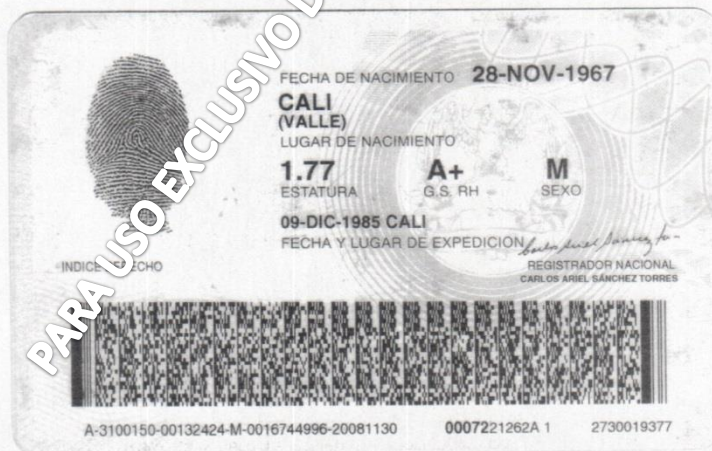 PARA USO EXCLUSIVO D
FECHA DE NACIMIENTO 28-NOV-1967
CALI
(VALLE)
LUGAR DE NACIMIENTO
1.77 A+ M
ESTATURA G.S. RH SEXO
09-DIC-1985 CALI
FECHA Y LUGAR DE EXPEDICION
INDICE DERECHO
REGISTRADOR NACIONAL
CARLOS ARIEL SÁNCHEZ TORRES
A-3100150-00132424-M-0016744996-20081130 0007221262A 1 2730019377